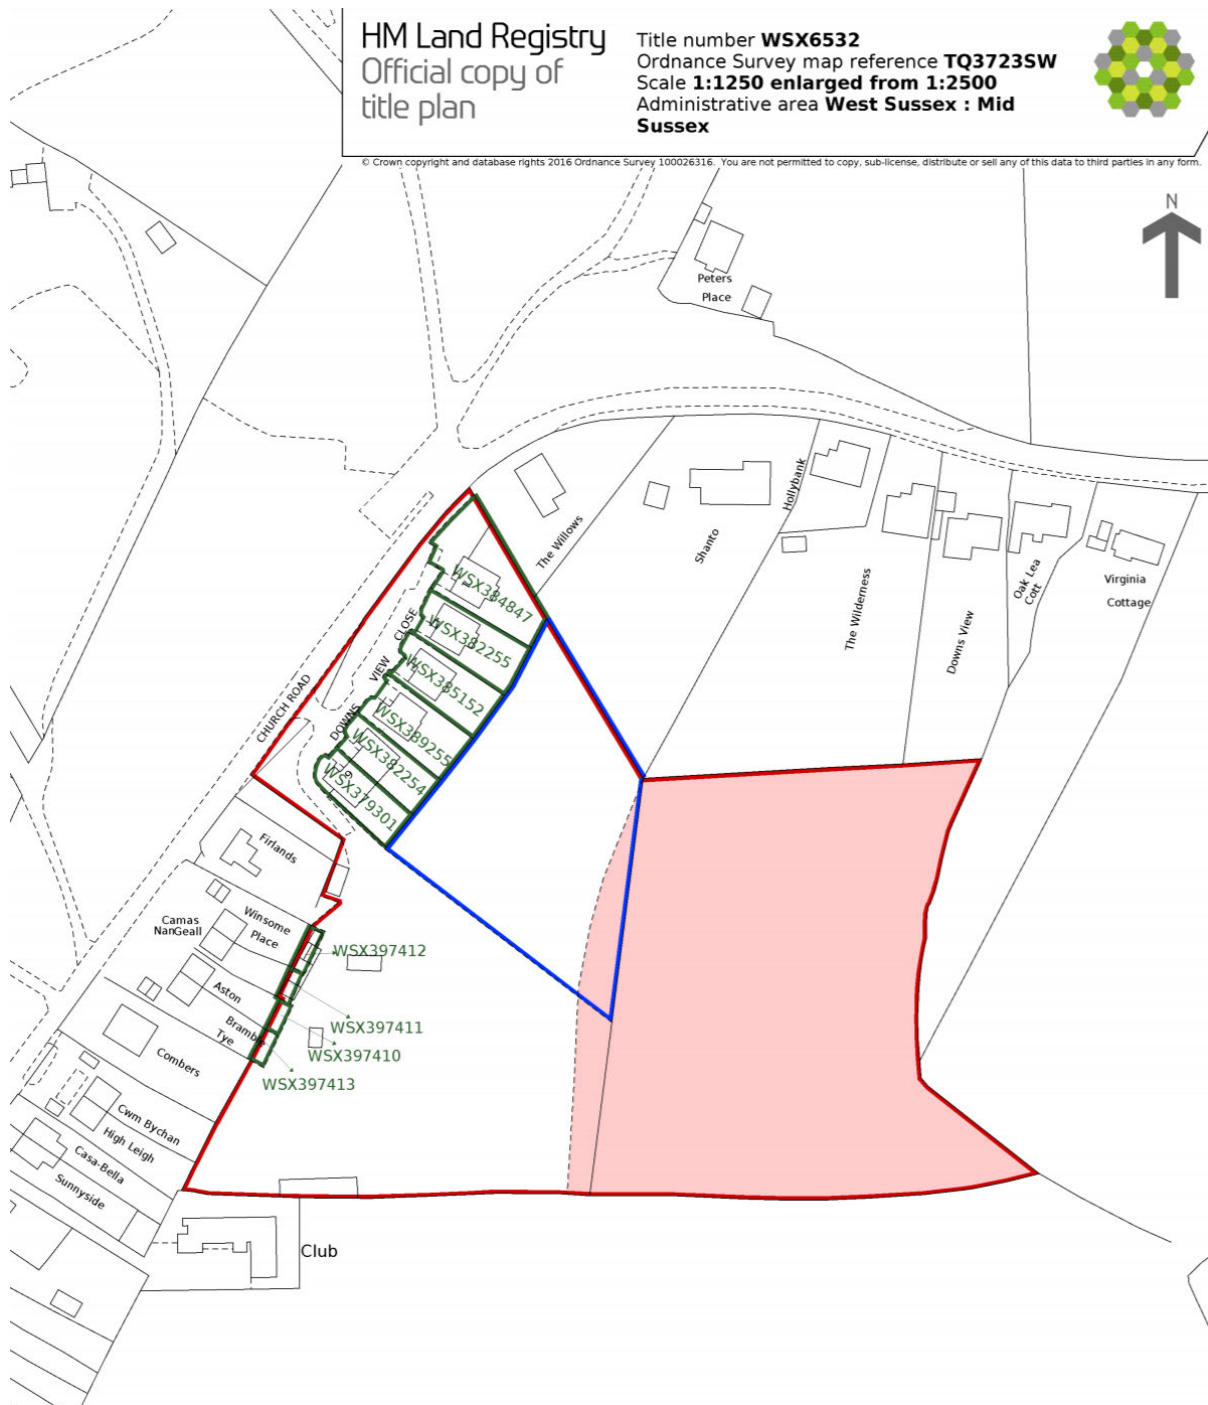 HM Land Registry
Official copy of
title plan
Title number WSX6532
Ordnance Survey map reference TQ3723SW
Scale 1:1250 enlarged from 1:2500
Administrative area West Sussex : Mid
Sussex
© Crown copyright and database rights 2016 Ordnance Survey 100026316. You are not permitted to copy, sub-license, distribute or sell any of this data to third parties in any form.
N
Peters
Place
The Willows
Shanto
Hollybank
The Wilderness
Downs View
Oak Lea
Cott
Virginia
Cottage
CHURCH ROAD
DOWNS VIEW CLOSE
WSX384847
WSX382255
WSX385152
WSX389255
WSX382254
WSX379301
Firlands
Winsome
Place
Camas
NanGeall
Aston
Tye
Combers
Cwm Bychan
High Leigh
Casa-Bella
Sunnyside
WSX397412
WSX397411
WSX397410
WSX397413
Club